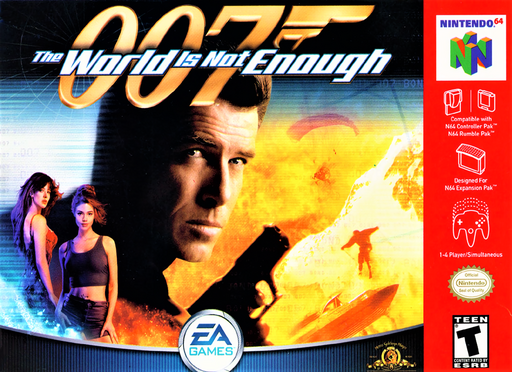 007
The World Is Not Enough
NINTENDO 64
N
Compatible with
N64 Controller Pak™
N64 Rumble Pak™
Designed For
N64 Expansion Pak™
1-4 Player/Simultaneous
Official
Nintendo
Seal of Quality
EA
GAMES
TEEN
T
CONTENT RATED BY
ESRB